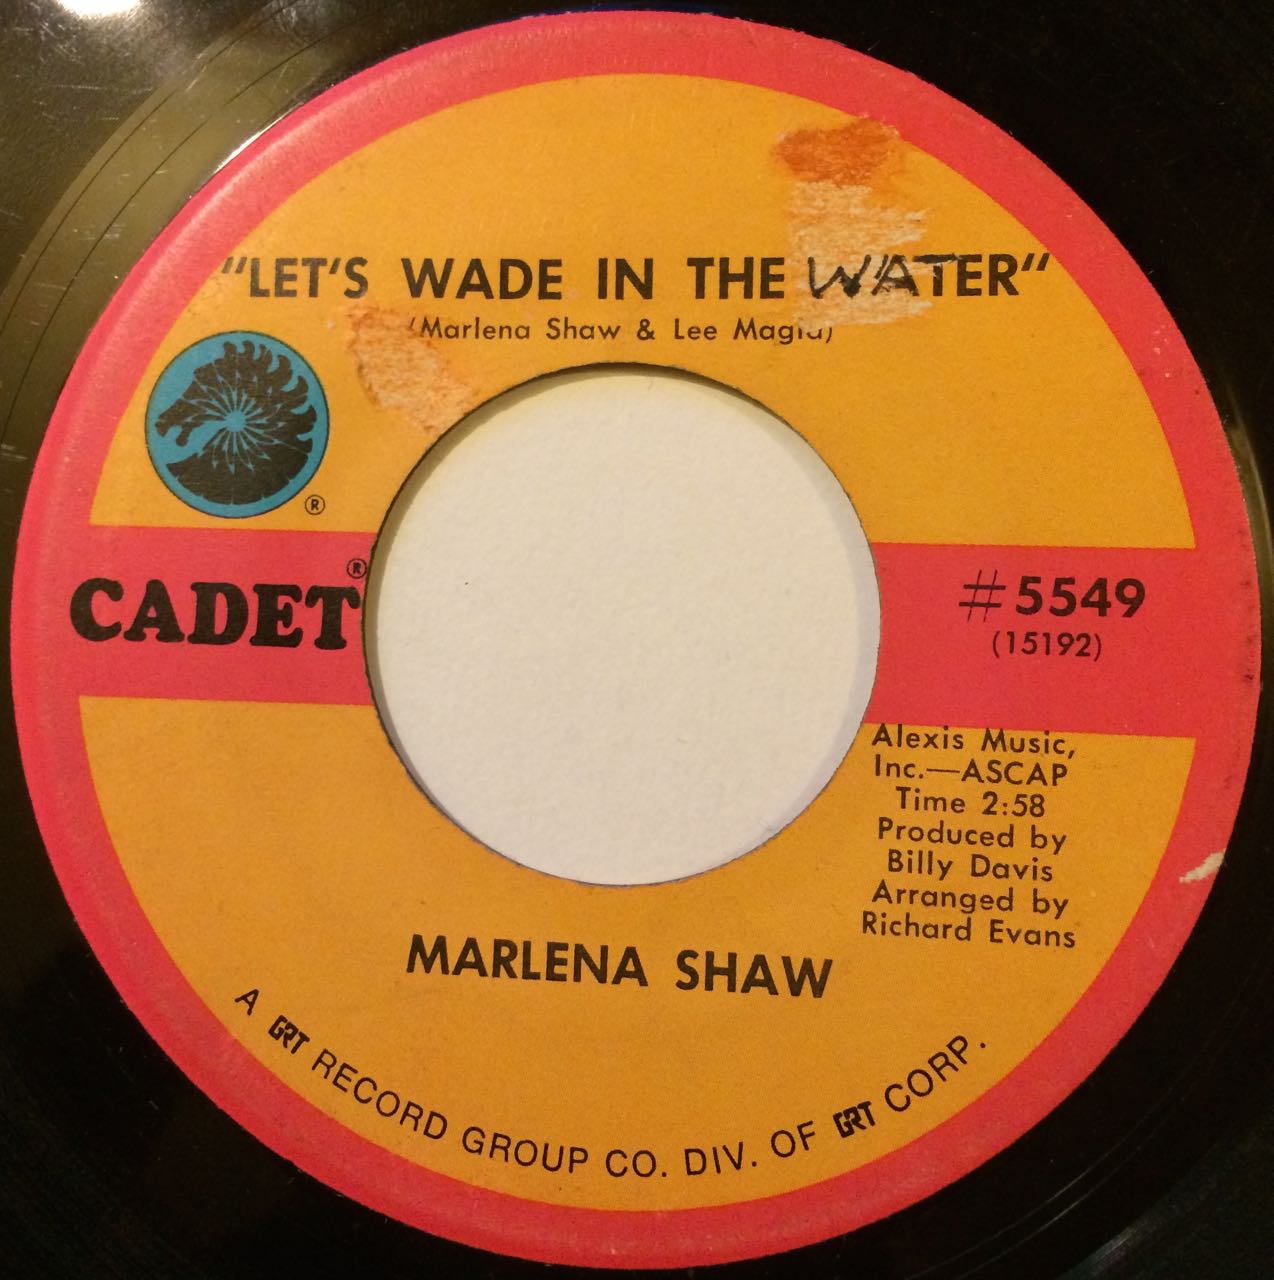 "LET'S WADE IN THE WATER"
(Marlena Shaw & Lee Magid)
®
CADET®
#5549
(15192)
Alexis Music,
Inc.—ASCAP
Time 2:58
Produced by
Billy Davis
Arranged by
Richard Evans
MARLENA SHAW
A GRT RECORD GROUP CO. DIV. OF GRT CORP.